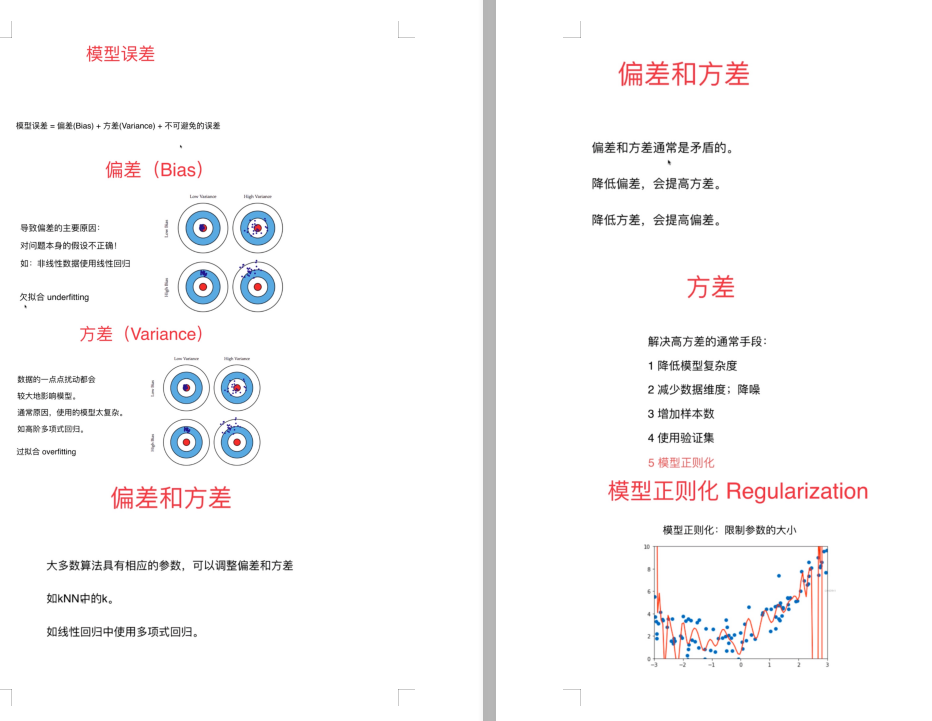 模型误差
模型误差 = 偏差(Bias) + 方差(Variance) + 不可避免的误差
偏差（Bias）
Low Variance
High Variance
Low Bias
High Bias
导致偏差的主要原因：
对问题本身的假设不正确！
如：非线性数据使用线性回归
欠拟合 underfitting
方差（Variance）
Low Variance
High Variance
Low Bias
High Bias
数据的一点点扰动都会
较大地影响模型。
通常原因，使用的模型太复杂。
如高阶多项式回归。
过拟合 overfitting
偏差和方差
大多数算法具有相应的参数，可以调整偏差和方差
如kNN中的k。
如线性回归中使用多项式回归。
偏差和方差
偏差和方差通常是矛盾的。
降低偏差，会提高方差。
降低方差，会提高偏差。
方差
解决高方差的通常手段：
1 降低模型复杂度
2 减少数据维度；降噪
3 增加样本数
4 使用验证集
5 模型正则化
模型正则化 Regularization
模型正则化：限制参数的大小
10
8
6
4
2
0
−3 −2 −1 0 1 2 3